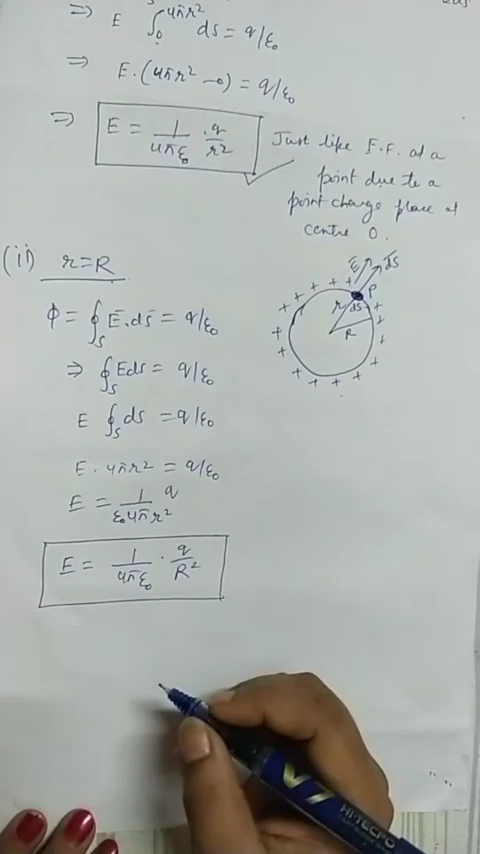 ⇒ E ∫₀^4πr² ds = q/ε₀
⇒ E.(4πr² – 0) = q/ε₀
⇒ E = 1/4πε₀ . q/r²
Just like E.F. at a
point due to a
point charge place at
centre O.
(ii) r=R
ϕ = ∮ₛ Ē.ds̄ = q/ε₀
⇒ ∮ₛ Eds = q/ε₀
E ∮ₛ ds = q/ε₀
E. 4πr² = q/ε₀
E = 1/ε₀4πr² q
E = 1/4πε₀ . q/R²
Ē ds̄
P
r ds
R
+ + + + + + + + + + + + + + +
V7
HI-TECPO